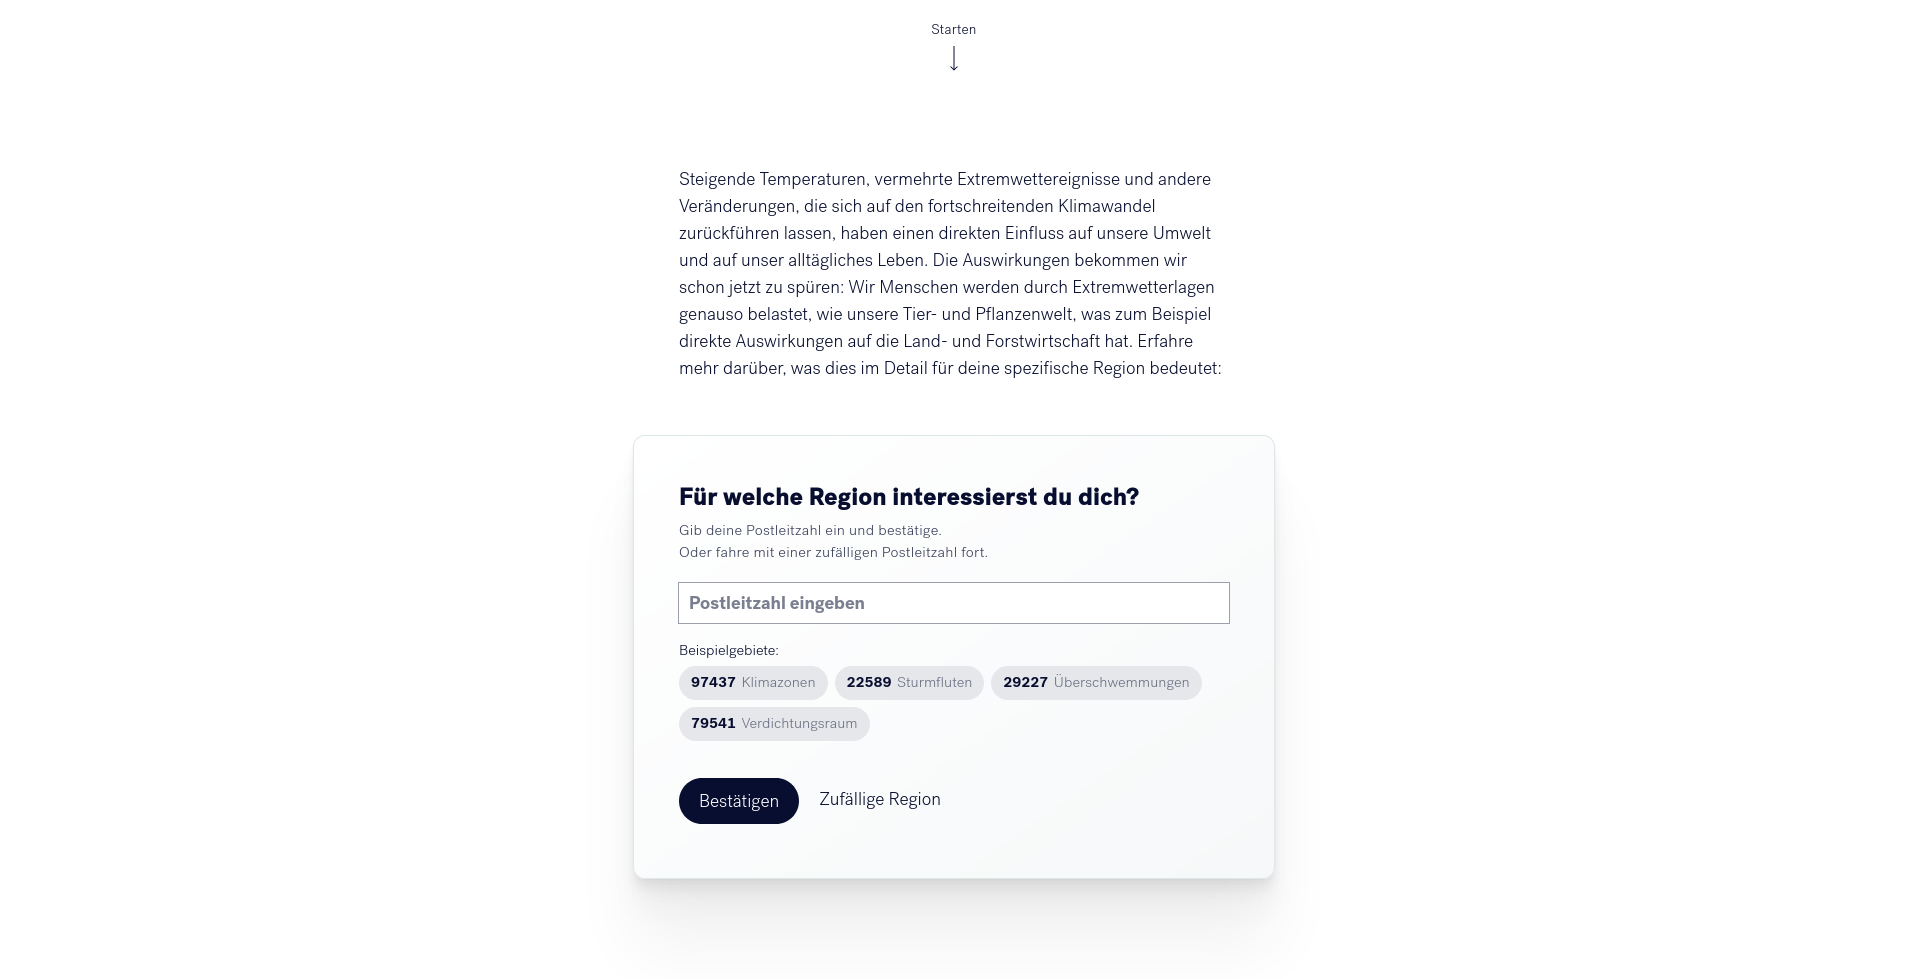 Starten
Steigende Temperaturen, vermehrte Extremwettereignisse und andere
Veränderungen, die sich auf den fortschreitenden Klimawandel
zurückführen lassen, haben einen direkten Einfluss auf unsere Umwelt
und auf unser alltägliches Leben. Die Auswirkungen bekommen wir
schon jetzt zu spüren: Wir Menschen werden durch Extremwetterlagen
genauso belastet, wie unsere Tier- und Pflanzenwelt, was zum Beispiel
direkte Auswirkungen auf die Land- und Forstwirtschaft hat. Erfahre
mehr darüber, was dies im Detail für deine spezifische Region bedeutet:
Für welche Region interessierst du dich?
Gib deine Postleitzahl ein und bestätige.
Oder fahre mit einer zufälligen Postleitzahl fort.
Postleitzahl eingeben
Beispielgebiete:
97437 Klimazonen 22589 Sturmfluten 29227 Überschwemmungen
79541 Verdichtungsraum
Bestätigen Zufällige Region